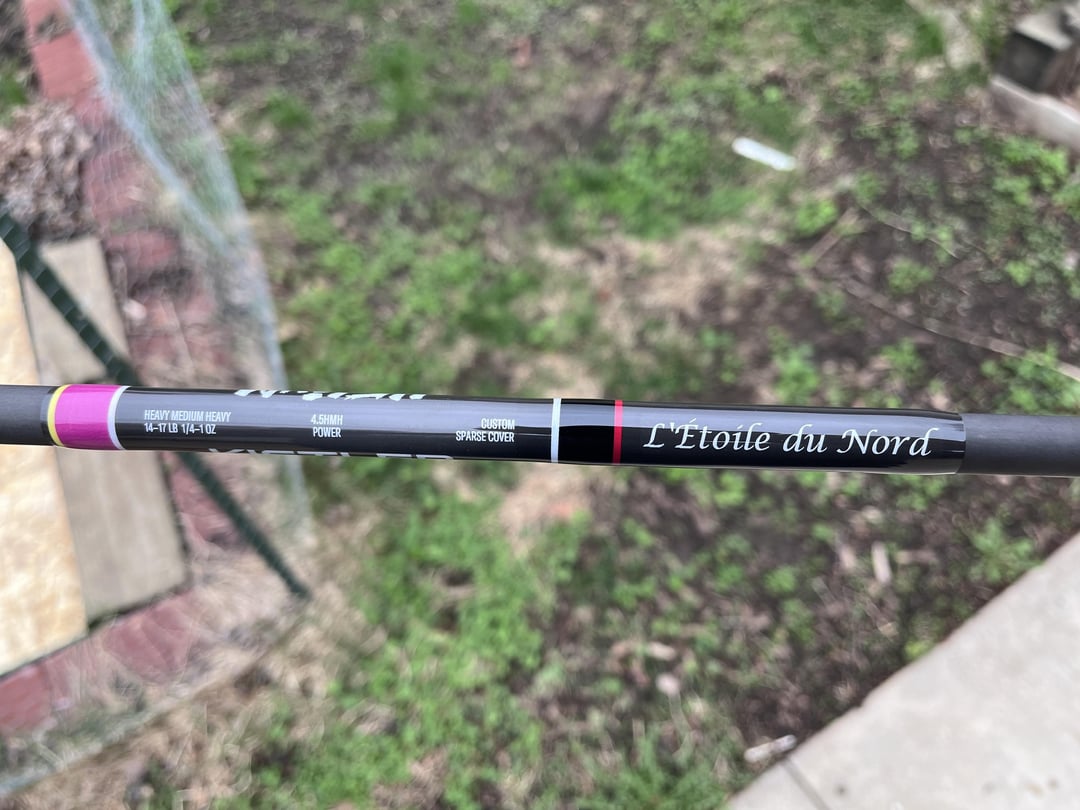 HEAVY MEDIUM HEAVY
14-17 LB 1/4-1 OZ
4.5HMH
POWER
CUSTOM
SPARSE COVER
L'Étoile du Nord